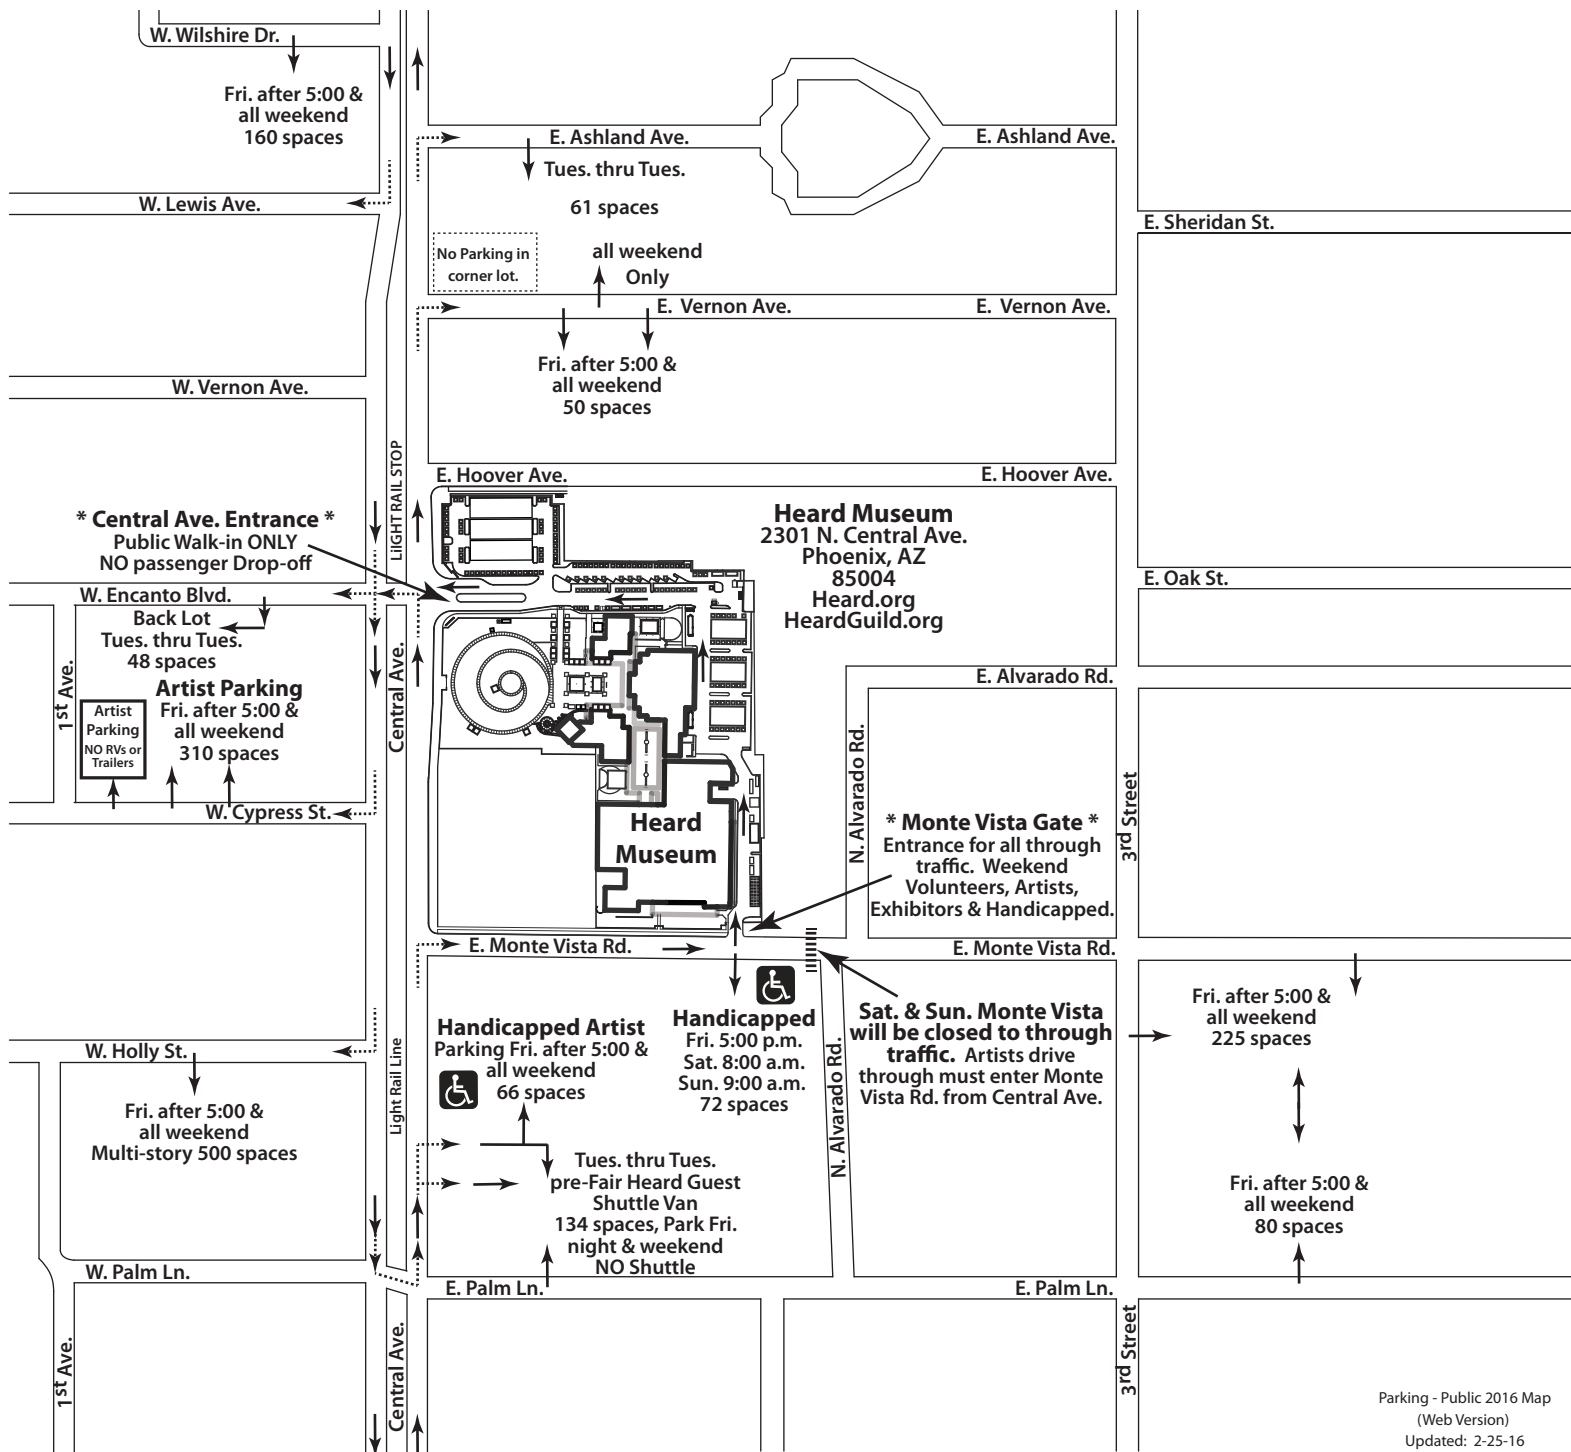 W. Wilshire Dr.
Fri. after 5:00 &
all weekend
160 spaces
E. Ashland Ave.
E. Ashland Ave.
Tues. thru Tues.
61 spaces
W. Lewis Ave.
E. Sheridan St.
No Parking in
corner lot.
all weekend
Only
E. Vernon Ave.
E. Vernon Ave.
Fri. after 5:00 &
all weekend
50 spaces
W. Vernon Ave.
LiIGHT RAIL STOP
E. Hoover Ave.
E. Hoover Ave.
* Central Ave. Entrance *
Public Walk-in ONLY
NO passenger Drop-off
Heard Museum
2301 N. Central Ave.
Phoenix, AZ
85004
Heard.org
HeardGuild.org
E. Oak St.
W. Encanto Blvd.
Back Lot
Tues. thru Tues.
48 spaces
Artist Parking
Fri. after 5:00 &
all weekend
310 spaces
1st Ave.
Artist
Parking
NO RVs or
Trailers
Central Ave.
E. Alvarado Rd.
N. Alvarado Rd.
3rd Street
W. Cypress St.
Heard
Museum
* Monte Vista Gate *
Entrance for all through
traffic. Weekend
Volunteers, Artists,
Exhibitors & Handicapped.
E. Monte Vista Rd.
E. Monte Vista Rd.
Handicapped Artist
Parking Fri. after 5:00 &
all weekend
66 spaces
Handicapped
Fri. 5:00 p.m.
Sat. 8:00 a.m.
Sun. 9:00 a.m.
72 spaces
Sat. & Sun. Monte Vista
will be closed to through
traffic. Artists drive
through must enter Monte
Vista Rd. from Central Ave.
Fri. after 5:00 &
all weekend
225 spaces
W. Holly St.
Light Rail Line
N. Alvarado Rd.
Fri. after 5:00 &
all weekend
Multi-story 500 spaces
Tues. thru Tues.
pre-Fair Heard Guest
Shuttle Van
134 spaces, Park Fri.
night & weekend
NO Shuttle
Fri. after 5:00 &
all weekend
80 spaces
W. Palm Ln.
E. Palm Ln.
E. Palm Ln.
1st Ave.
Central Ave.
3rd Street
Parking - Public 2016 Map
(Web Version)
Updated: 2-25-16